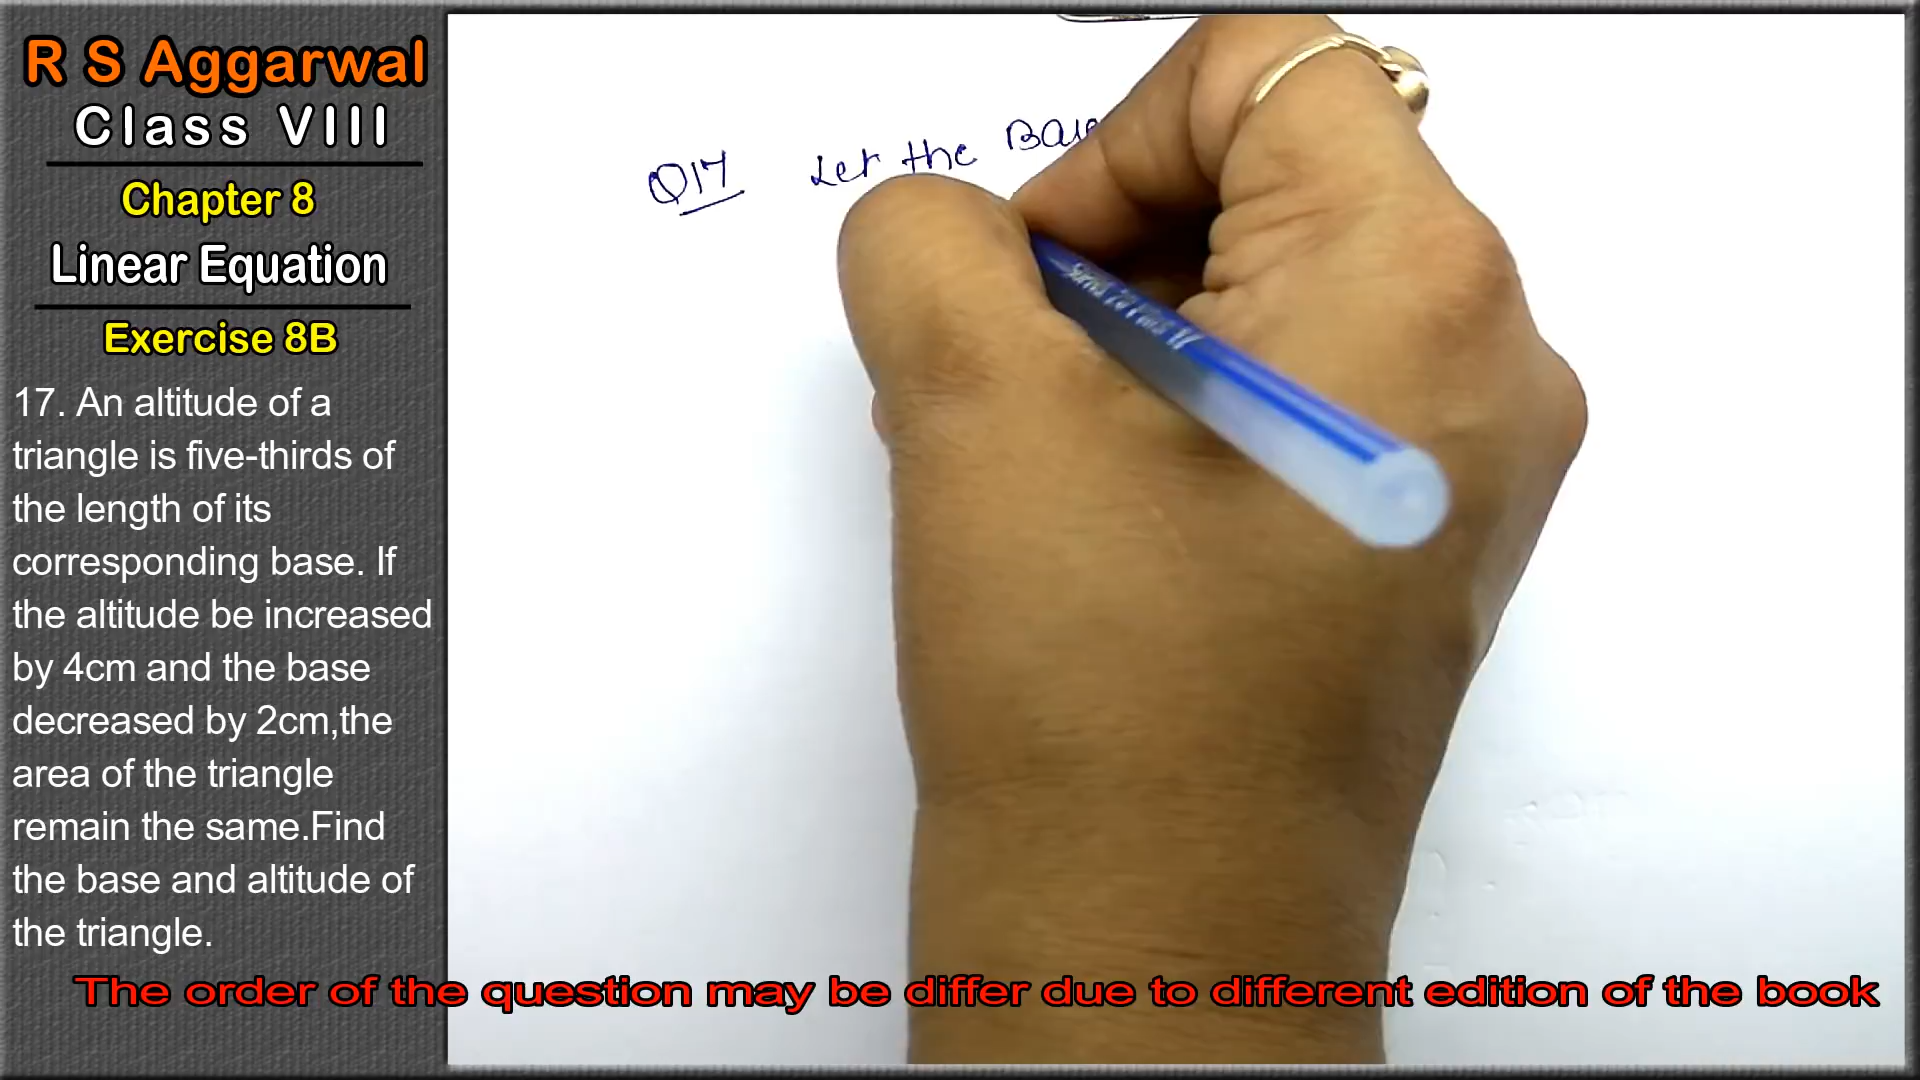 R S Aggarwal
Class VIII
Chapter 8
Linear Equation
Exercise 8B
17. An altitude of a
triangle is five-thirds of
the length of its
corresponding base. If
the altitude be increased
by 4cm and the base
decreased by 2cm,the
area of the triangle
remain the same.Find
the base and altitude of
the triangle.
Q17 Let the Base
The order of the question may be differ due to different edition of the book